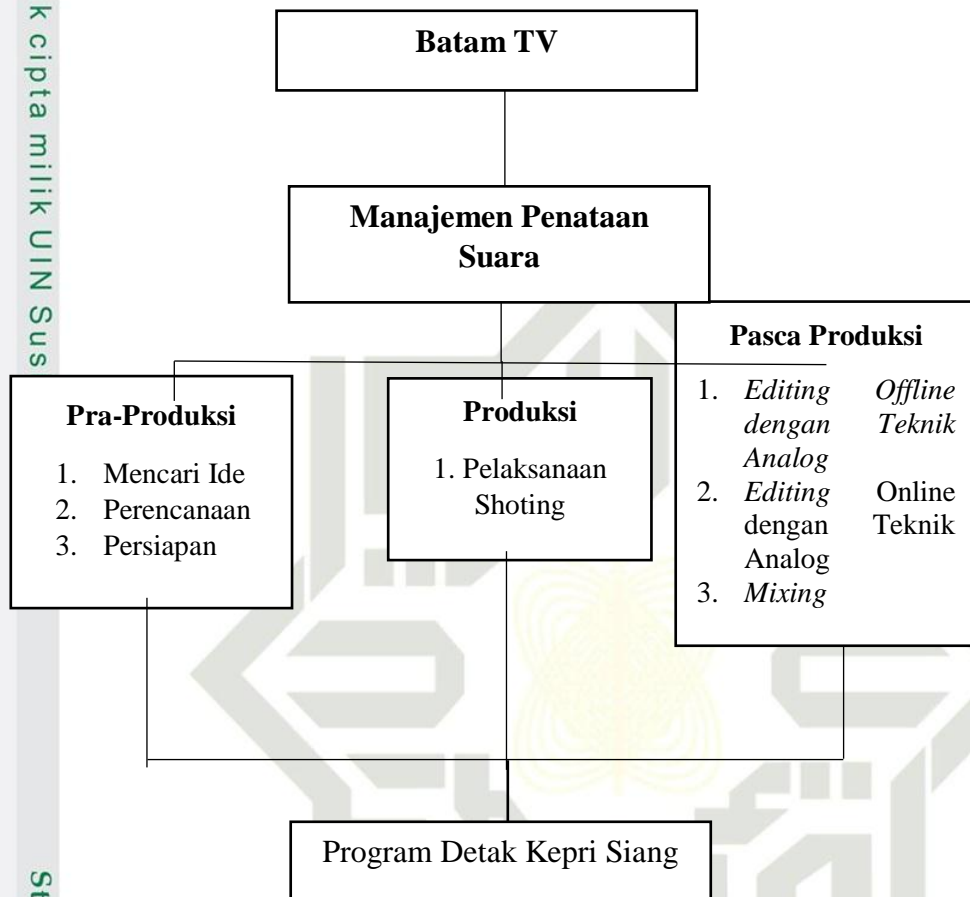 k cipta milik UIN Sus
Batam TV
Manajemen Penataan
Suara
Pra-Produksi
1. Mencari Ide
2. Perencanaan
3. Persiapan
Produksi
1. Pelaksanaan
Shoting
Pasca Produksi
1. Editing Offline
dengan Teknik
Analog
2. Editing Online
dengan Teknik
Analog
3. Mixing
Program Detak Kepri Siang
St